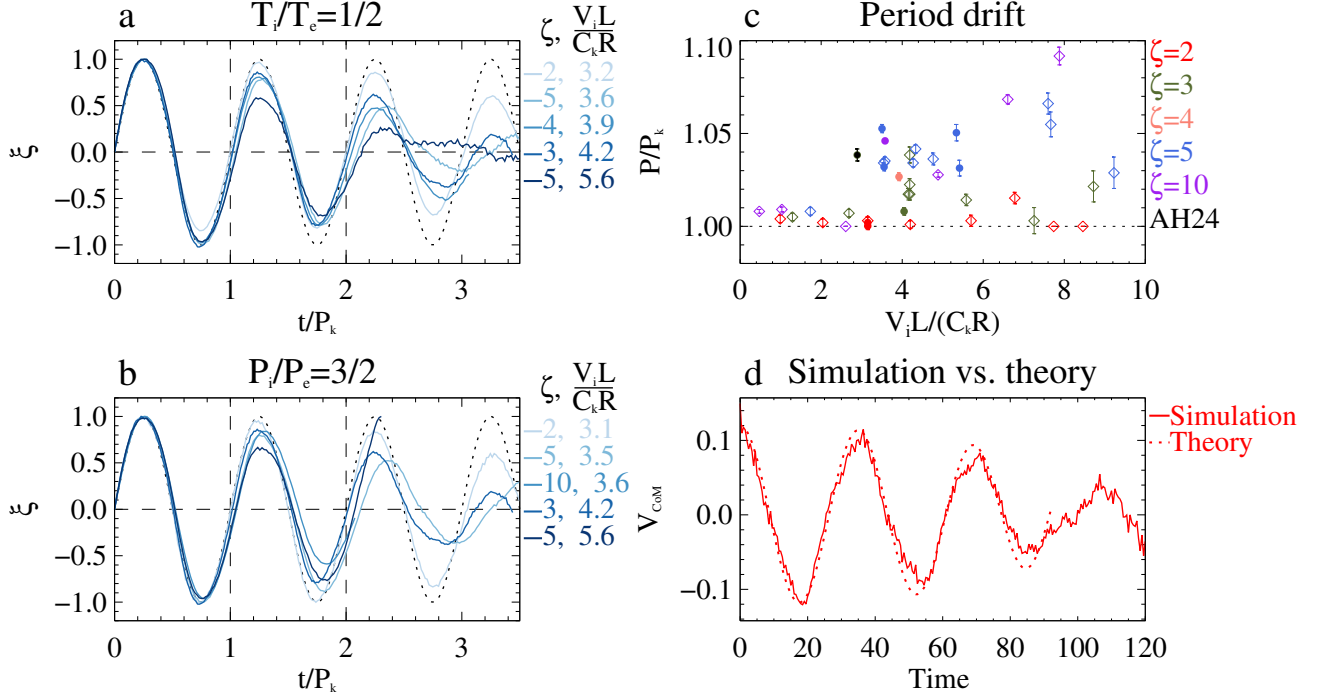 a
T_i/T_e=1/2
ζ, V_iL/C_kR
−2, 3.2
−5, 3.6
−4, 3.9
−3, 4.2
−5, 5.6
1.0
0.5
0.0
−0.5
−1.0
ξ
0 1 2 3
t/P_k
c
Period drift
1.10
1.05
1.00
P/P_k
0 2 4 6 8 10
V_iL/(C_kR)
ζ=2
ζ=3
ζ=4
ζ=5
ζ=10
AH24
b
P_i/P_e=3/2
ζ, V_iL/C_kR
−2, 3.1
−5, 3.5
−10, 3.6
−3, 4.2
−5, 5.6
1.0
0.5
0.0
−0.5
−1.0
ξ
0 1 2 3
t/P_k
d
Simulation vs. theory
0.1
0.0
−0.1
V_CoM
0 20 40 60 80 100 120
Time
Simulation
Theory